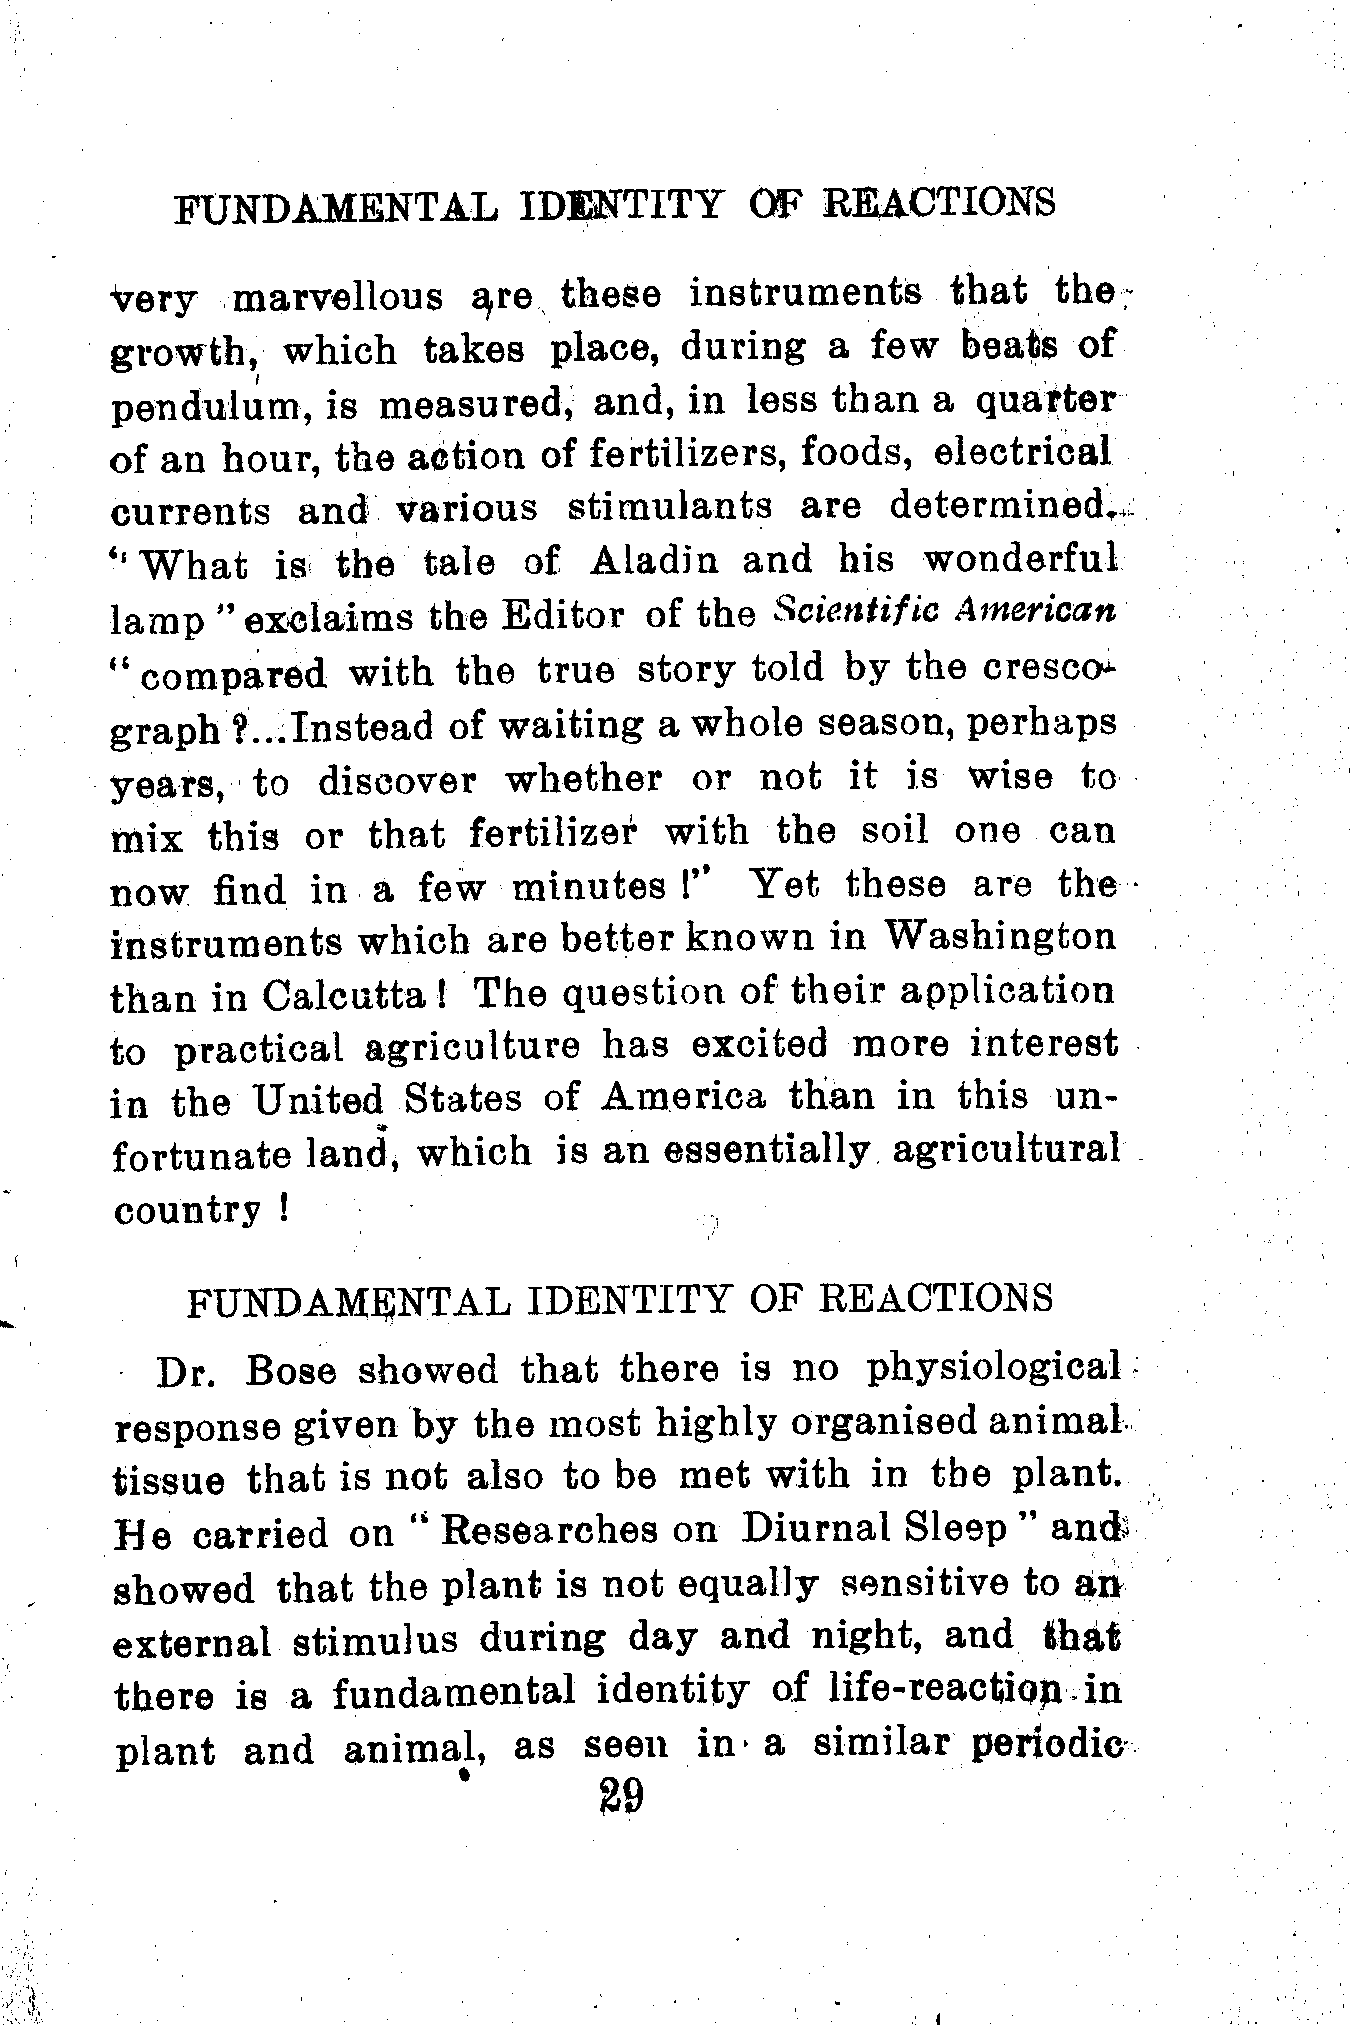 FUNDAMENTAL IDENTITY OF REACTIONS
very marvellous are these instruments that the
growth, which takes place, during a few beats of
pendulum, is measured, and, in less than a quarter
of an hour, the action of fertilizers, foods, electrical
currents and various stimulants are determined.
“ What is the tale of Aladin and his wonderful
lamp ” exclaims the Editor of the Scientific American
“ compared with the true story told by the cresco-
graph ?...Instead of waiting a whole season, perhaps
years, to discover whether or not it is wise to
mix this or that fertilizer with the soil one can
now find in a few minutes !” Yet these are the
instruments which are better known in Washington
than in Calcutta ! The question of their application
to practical agriculture has excited more interest
in the United States of America than in this un-
fortunate land, which is an essentially agricultural
country !
FUNDAMENTAL IDENTITY OF REACTIONS
Dr. Bose showed that there is no physiological
response given by the most highly organised animal
tissue that is not also to be met with in the plant.
He carried on “ Researches on Diurnal Sleep ” and
showed that the plant is not equally sensitive to an
external stimulus during day and night, and that
there is a fundamental identity of life-reaction in
plant and animal, as seen in a similar periodic
29